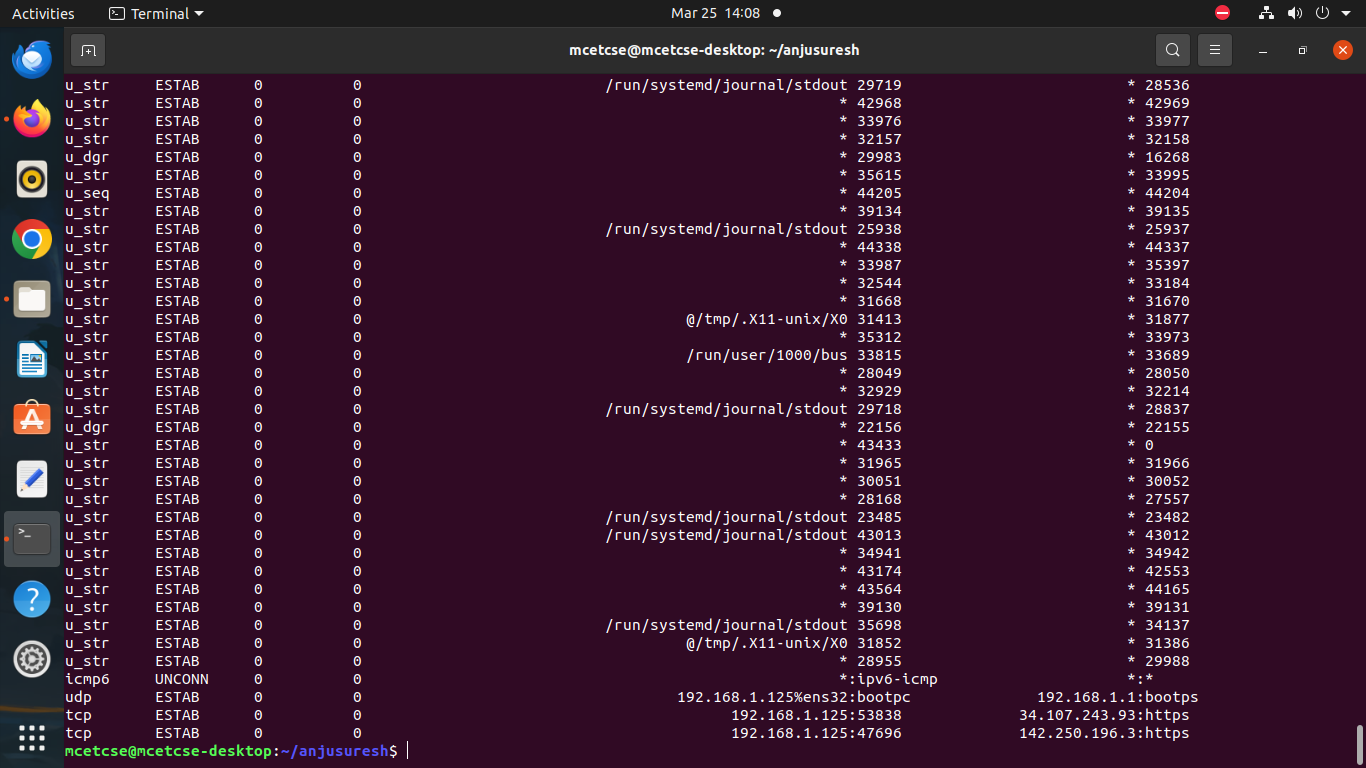 Activities Terminal Mar 25 14:08
mcetcse@mcetcse-desktop: ~/anjusuresh
u_str ESTAB 0 0 /run/systemd/journal/stdout 29719 * 28536
u_str ESTAB 0 0 * 42968 * 42969
u_str ESTAB 0 0 * 33976 * 33977
u_str ESTAB 0 0 * 32157 * 32158
u_dgr ESTAB 0 0 * 29983 * 16268
u_str ESTAB 0 0 * 35615 * 33995
u_seq ESTAB 0 0 * 44205 * 44204
u_str ESTAB 0 0 * 39134 * 39135
u_str ESTAB 0 0 /run/systemd/journal/stdout 25938 * 25937
u_str ESTAB 0 0 * 44338 * 44337
u_str ESTAB 0 0 * 33987 * 35397
u_str ESTAB 0 0 * 32544 * 33184
u_str ESTAB 0 0 * 31668 * 31670
u_str ESTAB 0 0 @/tmp/.X11-unix/X0 31413 * 31877
u_str ESTAB 0 0 * 35312 * 33973
u_str ESTAB 0 0 /run/user/1000/bus 33815 * 33689
u_str ESTAB 0 0 * 28049 * 28050
u_str ESTAB 0 0 * 32929 * 32214
u_str ESTAB 0 0 /run/systemd/journal/stdout 29718 * 28837
u_dgr ESTAB 0 0 * 22156 * 22155
u_str ESTAB 0 0 * 43433 * 0
u_str ESTAB 0 0 * 31965 * 31966
u_str ESTAB 0 0 * 30051 * 30052
u_str ESTAB 0 0 * 28168 * 27557
u_str ESTAB 0 0 /run/systemd/journal/stdout 23485 * 23482
u_str ESTAB 0 0 /run/systemd/journal/stdout 43013 * 43012
u_str ESTAB 0 0 * 34941 * 34942
u_str ESTAB 0 0 * 43174 * 42553
u_str ESTAB 0 0 * 43564 * 44165
u_str ESTAB 0 0 * 39130 * 39131
u_str ESTAB 0 0 /run/systemd/journal/stdout 35698 * 34137
u_str ESTAB 0 0 @/tmp/.X11-unix/X0 31852 * 31386
u_str ESTAB 0 0 * 28955 * 29988
icmp6 UNCONN 0 0 *:ipv6-icmp *:*
udp ESTAB 0 0 192.168.1.125%ens32:bootpc 192.168.1.1:bootps
tcp ESTAB 0 0 192.168.1.125:53838 34.107.243.93:https
tcp ESTAB 0 0 192.168.1.125:47696 142.250.196.3:https
mcetcse@mcetcse-desktop:~/anjusuresh$